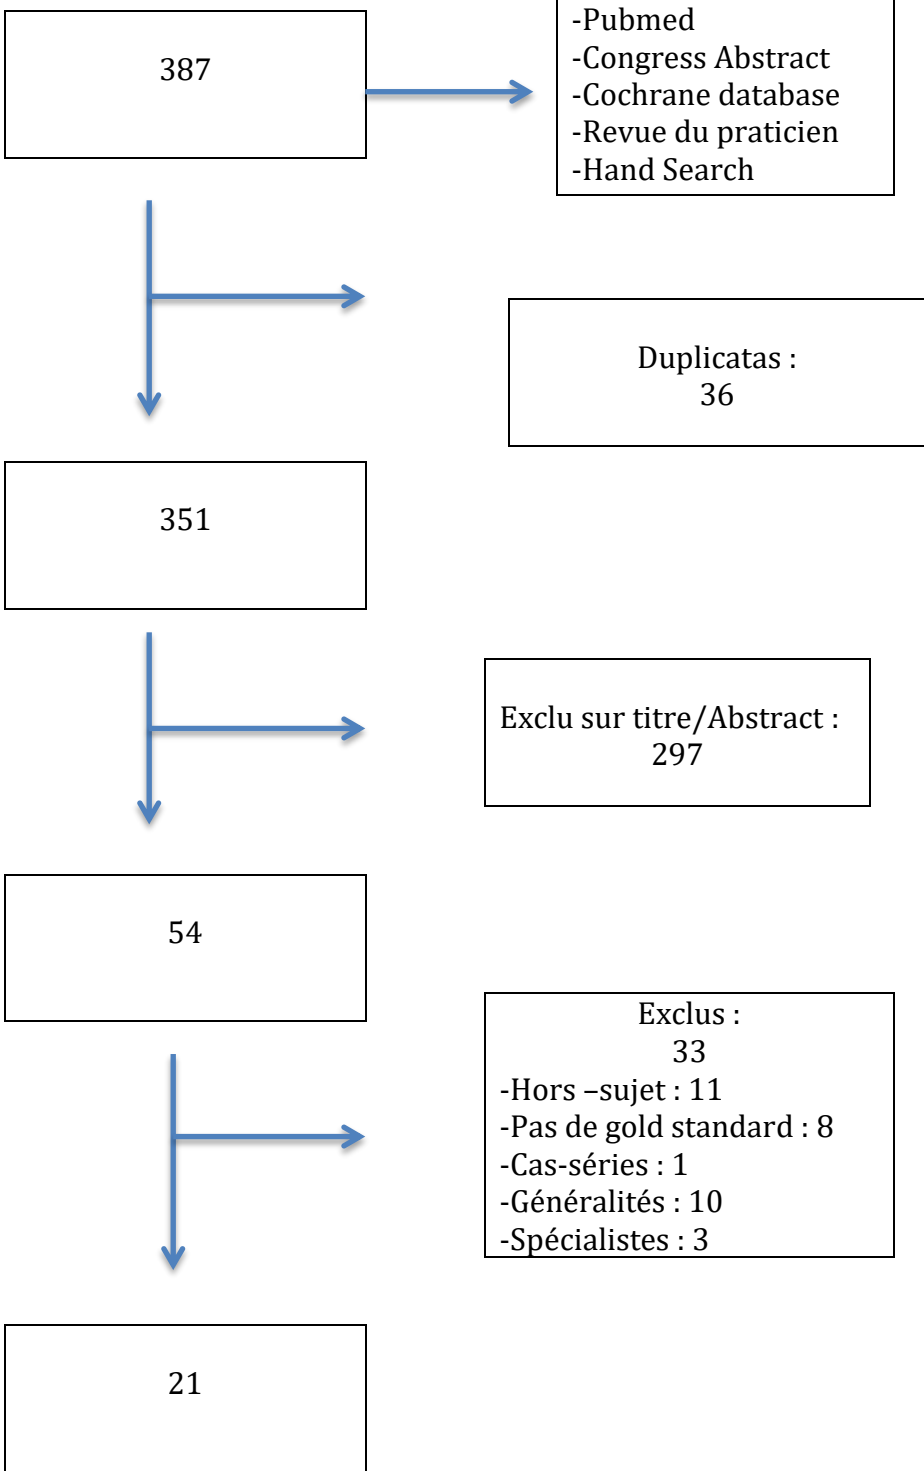 387
-Pubmed
-Congress Abstract
-Cochrane database
-Revue du praticien
-Hand Search
Duplicatas :
36
351
Exclu sur titre/Abstract :
297
54
Exclus :
33
-Hors –sujet : 11
-Pas de gold standard : 8
-Cas-séries : 1
-Généralités : 10
-Spécialistes : 3
21